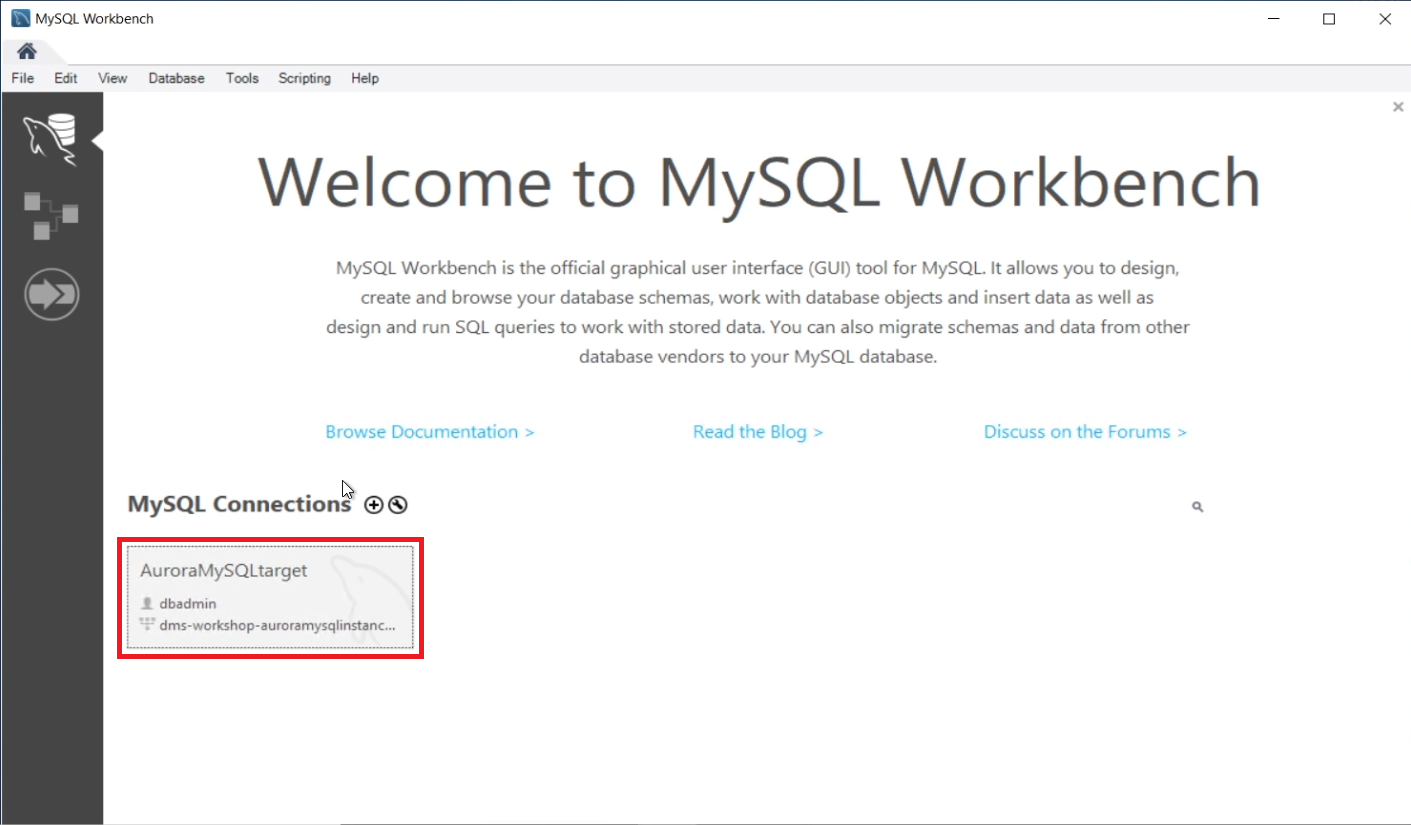 MySQL Workbench
File Edit View Database Tools Scripting Help
Welcome to MySQL Workbench
MySQL Workbench is the official graphical user interface (GUI) tool for MySQL. It allows you to design,
create and browse your database schemas, work with database objects and insert data as well as
design and run SQL queries to work with stored data. You can also migrate schemas and data from other
database vendors to your MySQL database.
Browse Documentation > Read the Blog > Discuss on the Forums >
MySQL Connections
AuroraMySQLtarget
dbadmin
dms-workshop-auroramysqlinstanc...